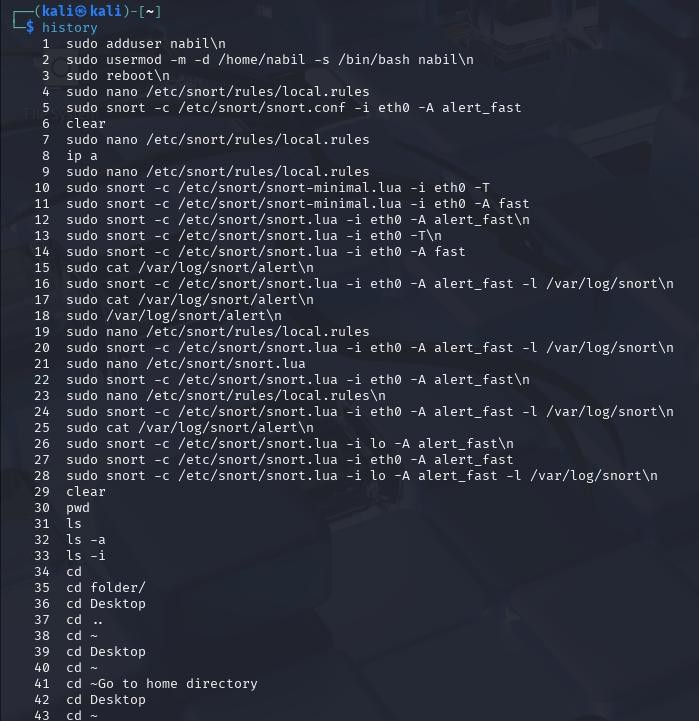 ┌──(kali㉿kali)-[~]
└─$ history
1 sudo adduser nabil\n
2 sudo usermod -m -d /home/nabil -s /bin/bash nabil\n
3 sudo reboot\n
4 sudo nano /etc/snort/rules/local.rules
5 sudo snort -c /etc/snort/snort.conf -i eth0 -A alert_fast
6 clear
7 sudo nano /etc/snort/rules/local.rules
8 ip a
9 sudo nano /etc/snort/rules/local.rules
10 sudo snort -c /etc/snort/snort-minimal.lua -i eth0 -T
11 sudo snort -c /etc/snort/snort-minimal.lua -i eth0 -A fast
12 sudo snort -c /etc/snort/snort.lua -i eth0 -A alert_fast\n
13 sudo snort -c /etc/snort/snort.lua -i eth0 -T\n
14 sudo snort -c /etc/snort/snort.lua -i eth0 -A fast
15 sudo cat /var/log/snort/alert\n
16 sudo snort -c /etc/snort/snort.lua -i eth0 -A alert_fast -l /var/log/snort\n
17 sudo cat /var/log/snort/alert\n
18 sudo /var/log/snort/alert\n
19 sudo nano /etc/snort/rules/local.rules
20 sudo snort -c /etc/snort/snort.lua -i eth0 -A alert_fast -l /var/log/snort\n
21 sudo nano /etc/snort/snort.lua
22 sudo snort -c /etc/snort/snort.lua -i eth0 -A alert_fast\n
23 sudo nano /etc/snort/rules/local.rules\n
24 sudo snort -c /etc/snort/snort.lua -i eth0 -A alert_fast -l /var/log/snort\n
25 sudo cat /var/log/snort/alert\n
26 sudo snort -c /etc/snort/snort.lua -i lo -A alert_fast\n
27 sudo snort -c /etc/snort/snort.lua -i eth0 -A alert_fast
28 sudo snort -c /etc/snort/snort.lua -i lo -A alert_fast -l /var/log/snort\n
29 clear
30 pwd
31 ls
32 ls -a
33 ls -i
34 cd
35 cd folder/
36 cd Desktop
37 cd ..
38 cd ~
39 cd Desktop
40 cd ~
41 cd ~Go to home directory
42 cd Desktop
43 cd ~